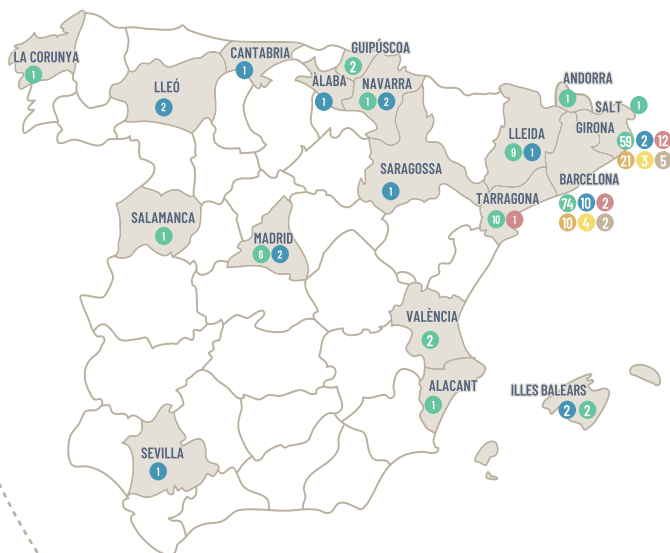 GUIPÚSCOA
2
LA CORUNYA
1
CANTABRIA
1
LLEÓ
2
ÀLABA
1
NAVARRA
1 2
ANDORRA
1
SALT 1
GIRONA
59 2 12
21 3 5
LLEIDA
9 1
SARAGOSSA
1
BARCELONA
74 10 2
10 4 2
TARRAGONA
10 1
SALAMANCA
1
MADRID
6 2
VALÈNCIA
2
ALACANT
1
ILLES BALEARS
2 2
SEVILLA
1